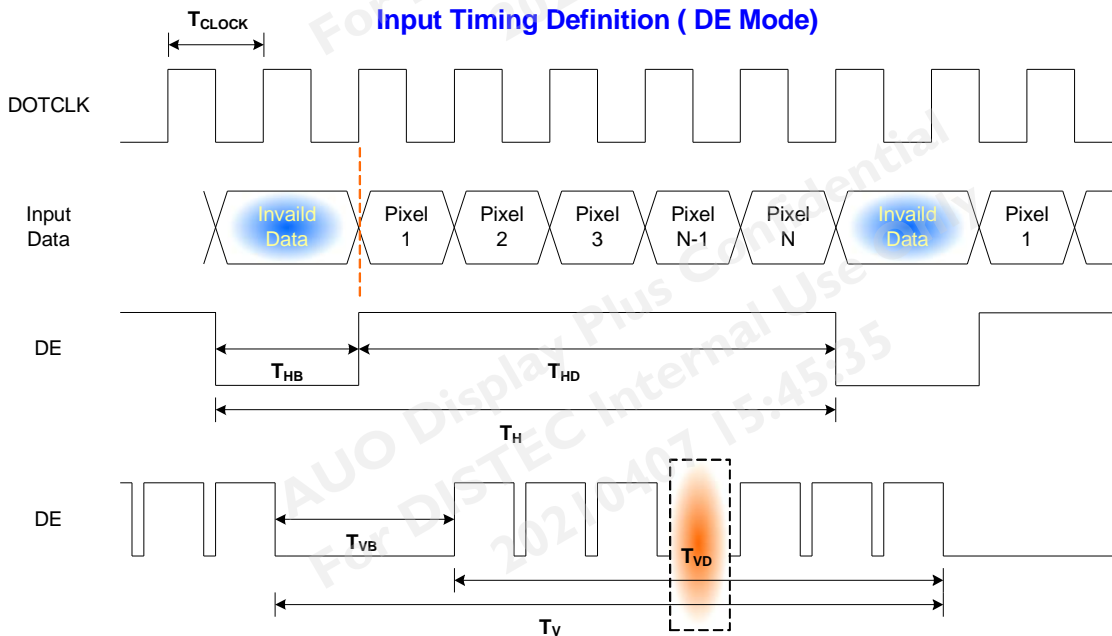 Input Timing Definition ( DE Mode)
TCLOCK
DOTCLK
Input
Data
Invaild
Data
Pixel
1
Pixel
2
Pixel
3
Pixel
N-1
Pixel
N
Invaild
Data
Pixel
1
DE
THB
THD
TH
DE
TVB
TVD
TV
AUO Display Plus Confidential
For DISTEC Internal Use Only
20210407 15:45:35